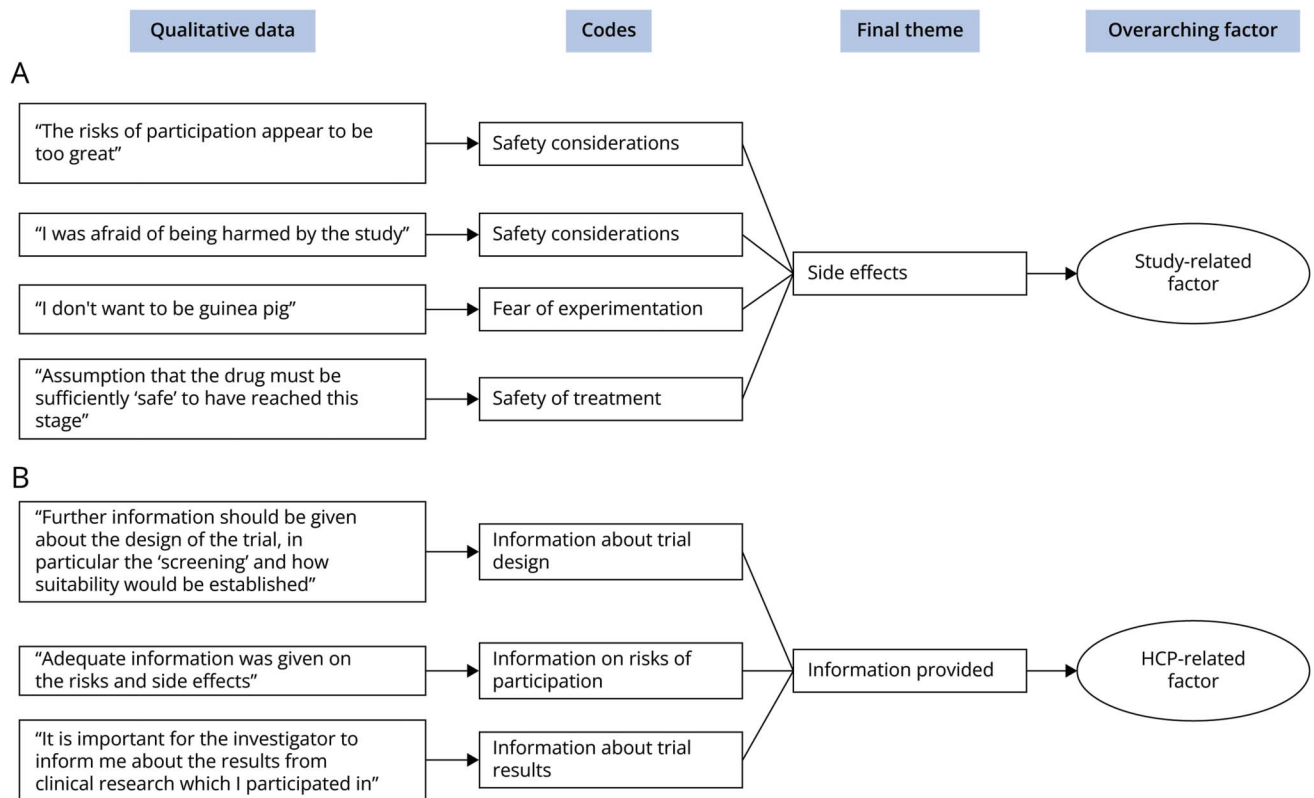 Qualitative data
Codes
Final theme
Overarching factor
A
“The risks of participation appear to be
too great”
Safety considerations
“I was afraid of being harmed by the study”
Safety considerations
Side effects
Study-related
factor
“I don't want to be guinea pig”
Fear of experimentation
“Assumption that the drug must be
sufficiently ‘safe’ to have reached this
stage”
Safety of treatment
B
“Further information should be given
about the design of the trial, in
particular the ‘screening’ and how
suitability would be established”
Information about trial
design
“Adequate information was given on
the risks and side effects”
Information on risks of
participation
Information provided
HCP-related
factor
“It is important for the investigator to
inform me about the results from
clinical research which I participated in”
Information about trial
results